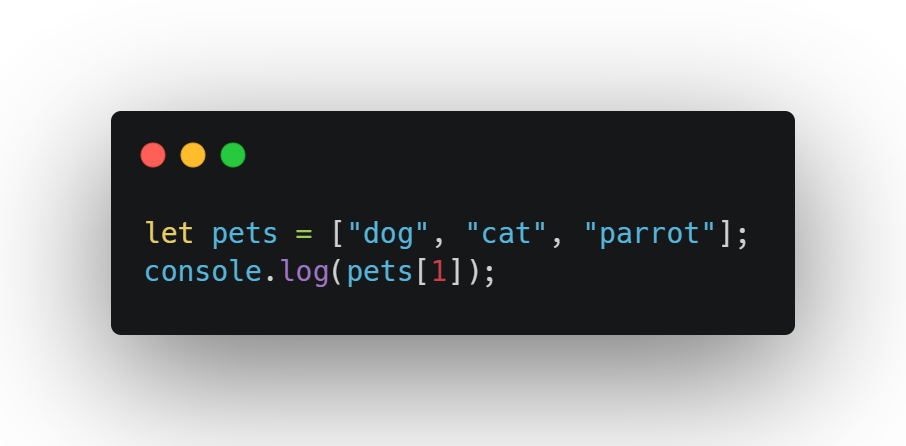 let pets = ["dog", "cat", "parrot"];
console.log(pets[1]);